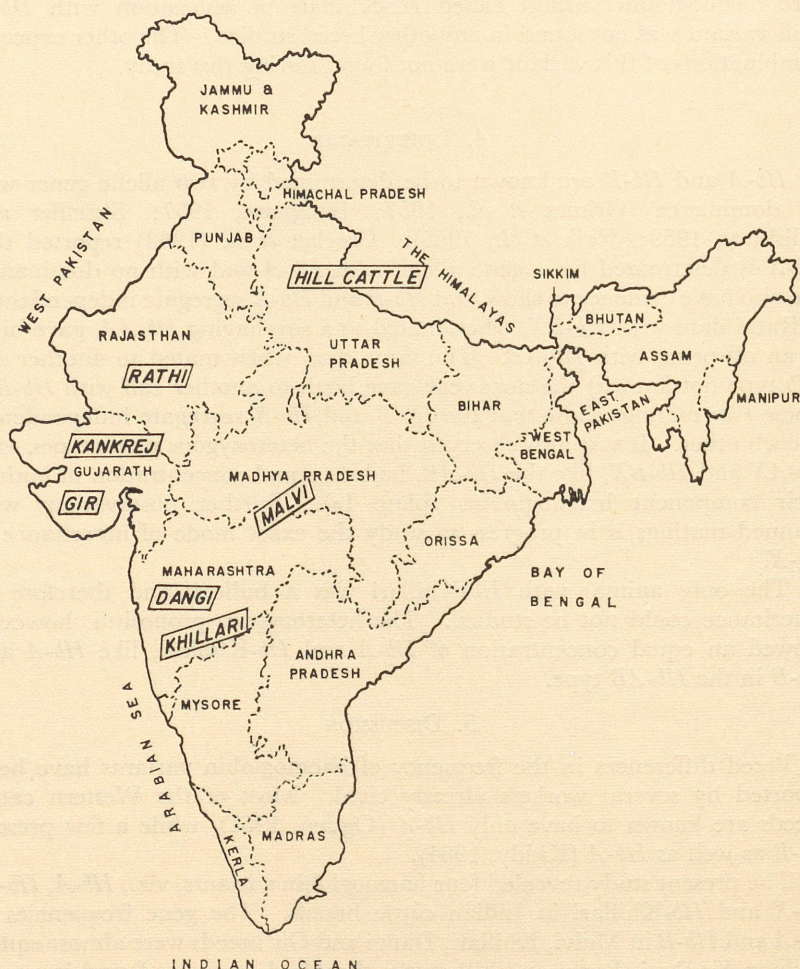 JAMMU &
KASHMIR
HIMACHAL PRADESH
PUNJAB
WEST PAKISTAN
THE HIMALAYAS
HILL CATTLE
SIKKIM
BHUTAN
RAJASTHAN
UTTAR
PRADESH
ASSAM
RATHI
BIHAR
EAST
PAKISTAN
MANIPUR
KANKREJ
WEST
BENGAL
GUJARATH
MADHYA PRADESH
GIR
MALVI
ORISSA
MAHARASHTRA
BAY OF
BENGAL
DANGI
KHILLARI
ANDHRA
PRADESH
MYSORE
ARABIAN SEA
MADRAS
KERLA
INDIAN OCEAN